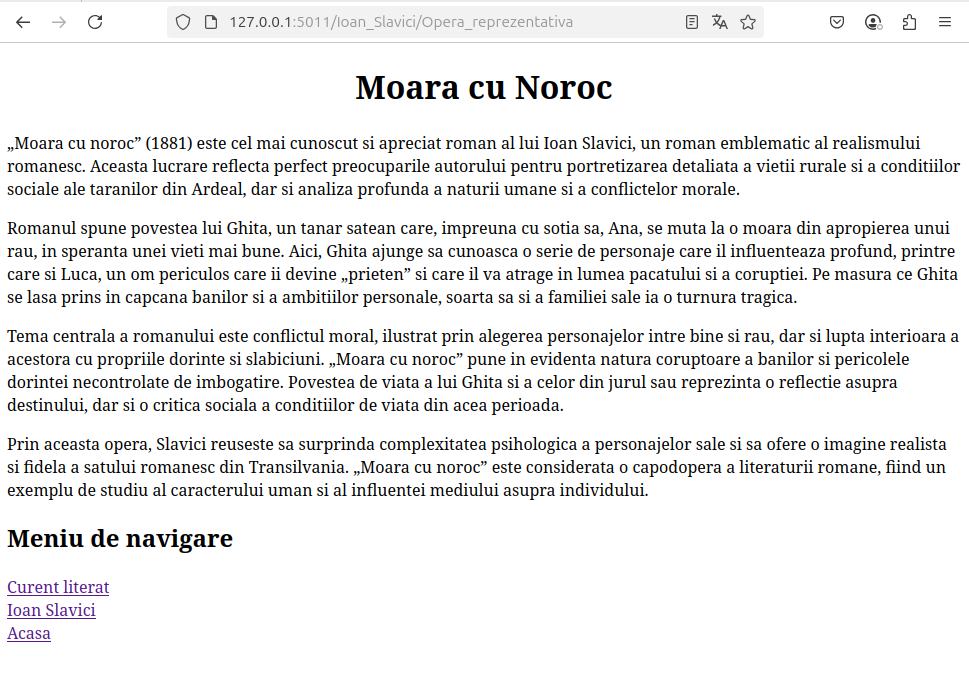 127.0.0.1:5011/Ioan_Slavici/Opera_reprezentativa
Moara cu Noroc
„Moara cu noroc” (1881) este cel mai cunoscut si apreciat roman al lui Ioan Slavici, un roman emblematic al realismului
romanesc. Aceasta lucrare reflecta perfect preocuparile autorului pentru portretizarea detaliata a vietii rurale si a conditiilor
sociale ale taranilor din Ardeal, dar si analiza profunda a naturii umane si a conflictelor morale.
Romanul spune povestea lui Ghita, un tanar satean care, impreuna cu sotia sa, Ana, se muta la o moara din apropierea unui
rau, in speranta unei vieti mai bune. Aici, Ghita ajunge sa cunoasca o serie de personaje care il influenteaza profund, printre
care si Luca, un om periculos care ii devine „prieten” si care il va atrage in lumea pacatului si a coruptiei. Pe masura ce Ghita
se lasa prins in capcana banilor si a ambitiilor personale, soarta sa si a familiei sale ia o turnura tragica.
Tema centrala a romanului este conflictul moral, ilustrat prin alegerea personajelor intre bine si rau, dar si lupta interioara a
acestora cu propriile dorinte si slabiciuni. „Moara cu noroc” pune in evidenta natura coruptoare a banilor si pericolele
dorintei necontrolate de imbogatire. Povestea de viata a lui Ghita si a celor din jurul sau reprezinta o reflectie asupra
destinului, dar si o critica sociala a conditiilor de viata din acea perioada.
Prin aceasta opera, Slavici reuseste sa surprinda complexitatea psihologica a personajelor sale si sa ofere o imagine realista
si fidela a satului romanesc din Transilvania. „Moara cu noroc” este considerata o capodopera a literaturii romane, fiind un
exemplu de studiu al caracterului uman si al influentei mediului asupra individului.
Meniu de navigare
Curent literat
Ioan Slavici
Acasa